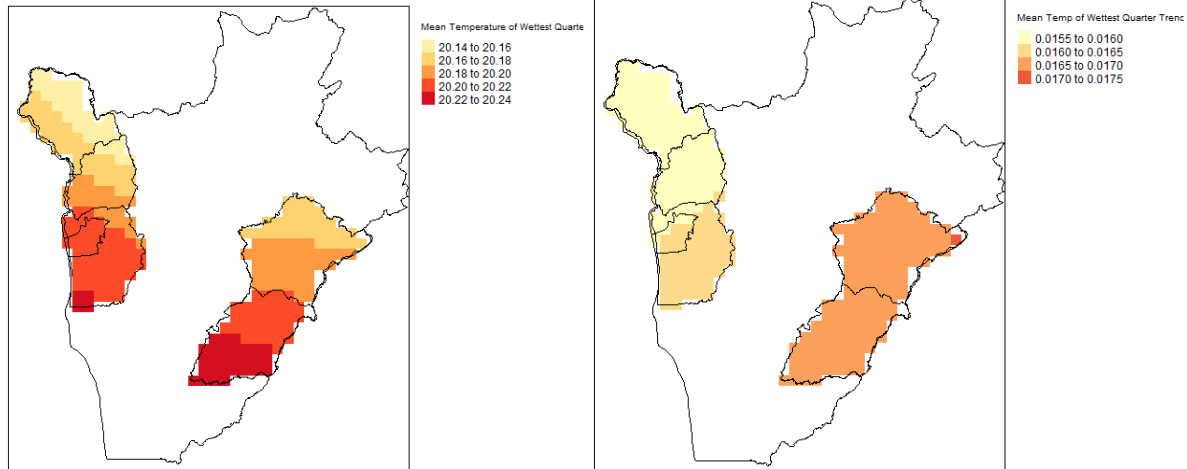 Mean Temperature of Wettest Quarte
20.14 to 20.16
20.16 to 20.18
20.18 to 20.20
20.20 to 20.22
20.22 to 20.24
Mean Temp of Wettest Quarter Trend
0.0155 to 0.0160
0.0160 to 0.0165
0.0165 to 0.0170
0.0170 to 0.0175